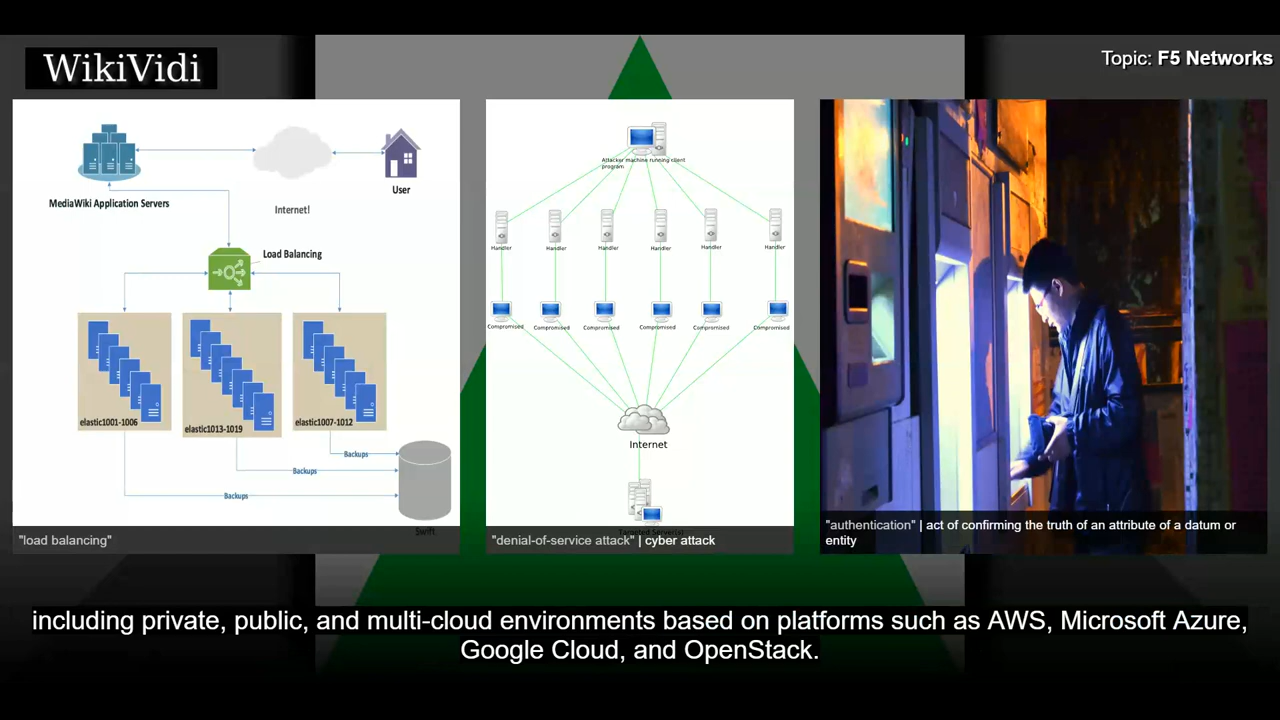 WikiVidi
Topic: F5 Networks
MediaWiki Application Servers
Internet!
User
Load Balancing
elastic1001-1006
elastic1013-1019
elastic1007-1012
Backups
Backups
Backups
Swift
"load balancing"
Attacker machine running client
program
Handler
Handler
Handler
Handler
Handler
Handler
Compromised
Compromised
Compromised
Compromised
Compromised
Compromised
Internet
Targeted Server(s)
"denial-of-service attack" | cyber attack
"authentication" | act of confirming the truth of an attribute of a datum or
entity
including private, public, and multi-cloud environments based on platforms such as AWS, Microsoft Azure,
Google Cloud, and OpenStack.